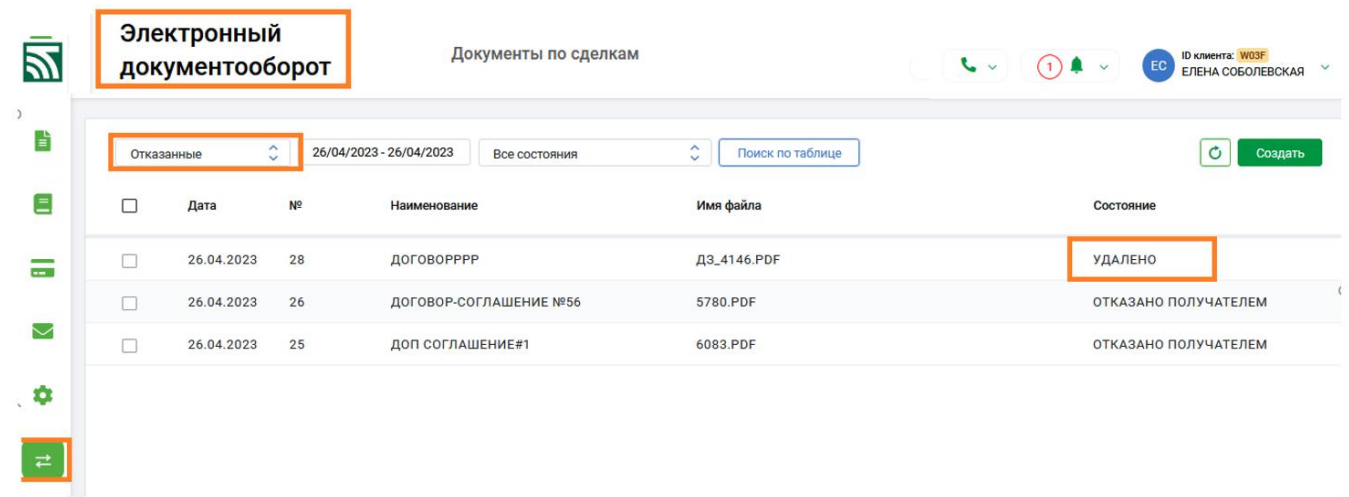 Электронный
документооборот
Документы по сделкам
1
ЕС
ID клиента: W03F
ЕЛЕНА СОБОЛЕВСКАЯ
Отказанные 26/04/2023 - 26/04/2023 Все состояния Поиск по таблице Создать
Дата № Наименование Имя файла Состояние
26.04.2023 28 ДОГОВОРРРР ДЗ_4146.PDF УДАЛЕНО
26.04.2023 26 ДОГОВОР-СОГЛАШЕНИЕ №56 5780.PDF ОТКАЗАНО ПОЛУЧАТЕЛЕМ
26.04.2023 25 ДОП СОГЛАШЕНИЕ#1 6083.PDF ОТКАЗАНО ПОЛУЧАТЕЛЕМ